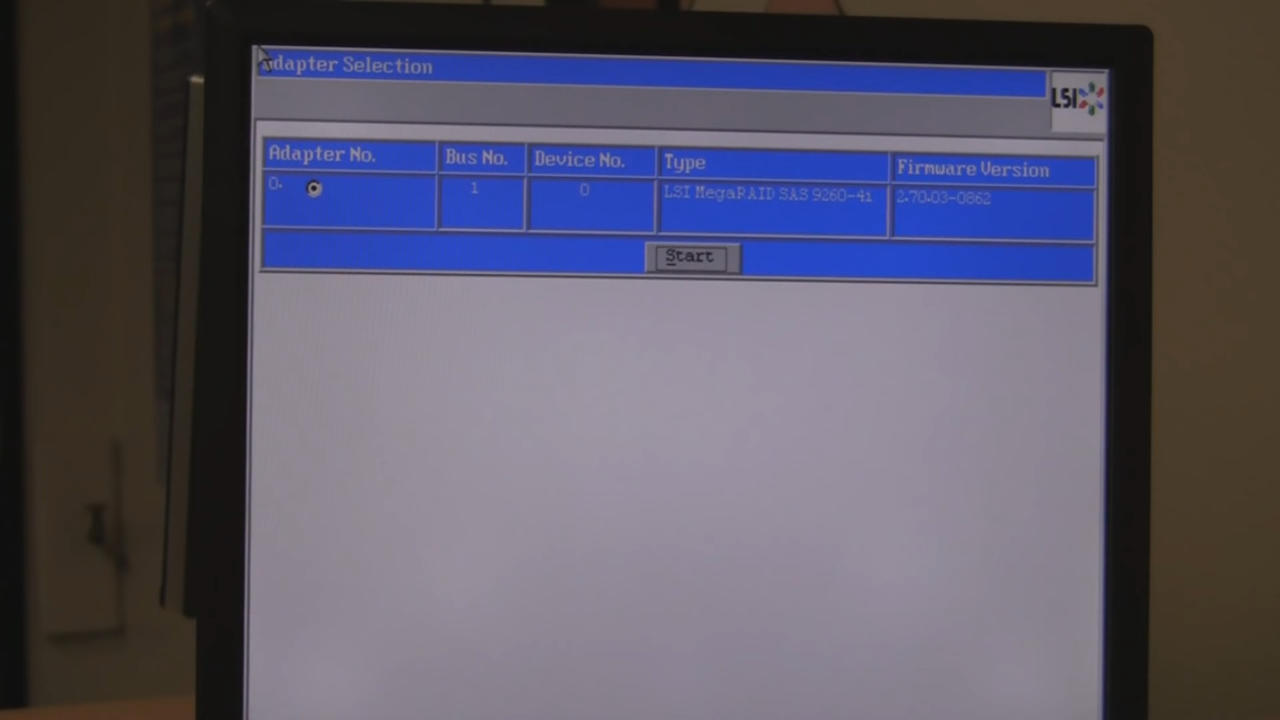 Adapter Selection
LSI
Adapter No. Bus No. Device No. Type Firmware Version
0. 1 0 LSI MegaRAID SAS 9260-4i 2.70.03-0862
Start